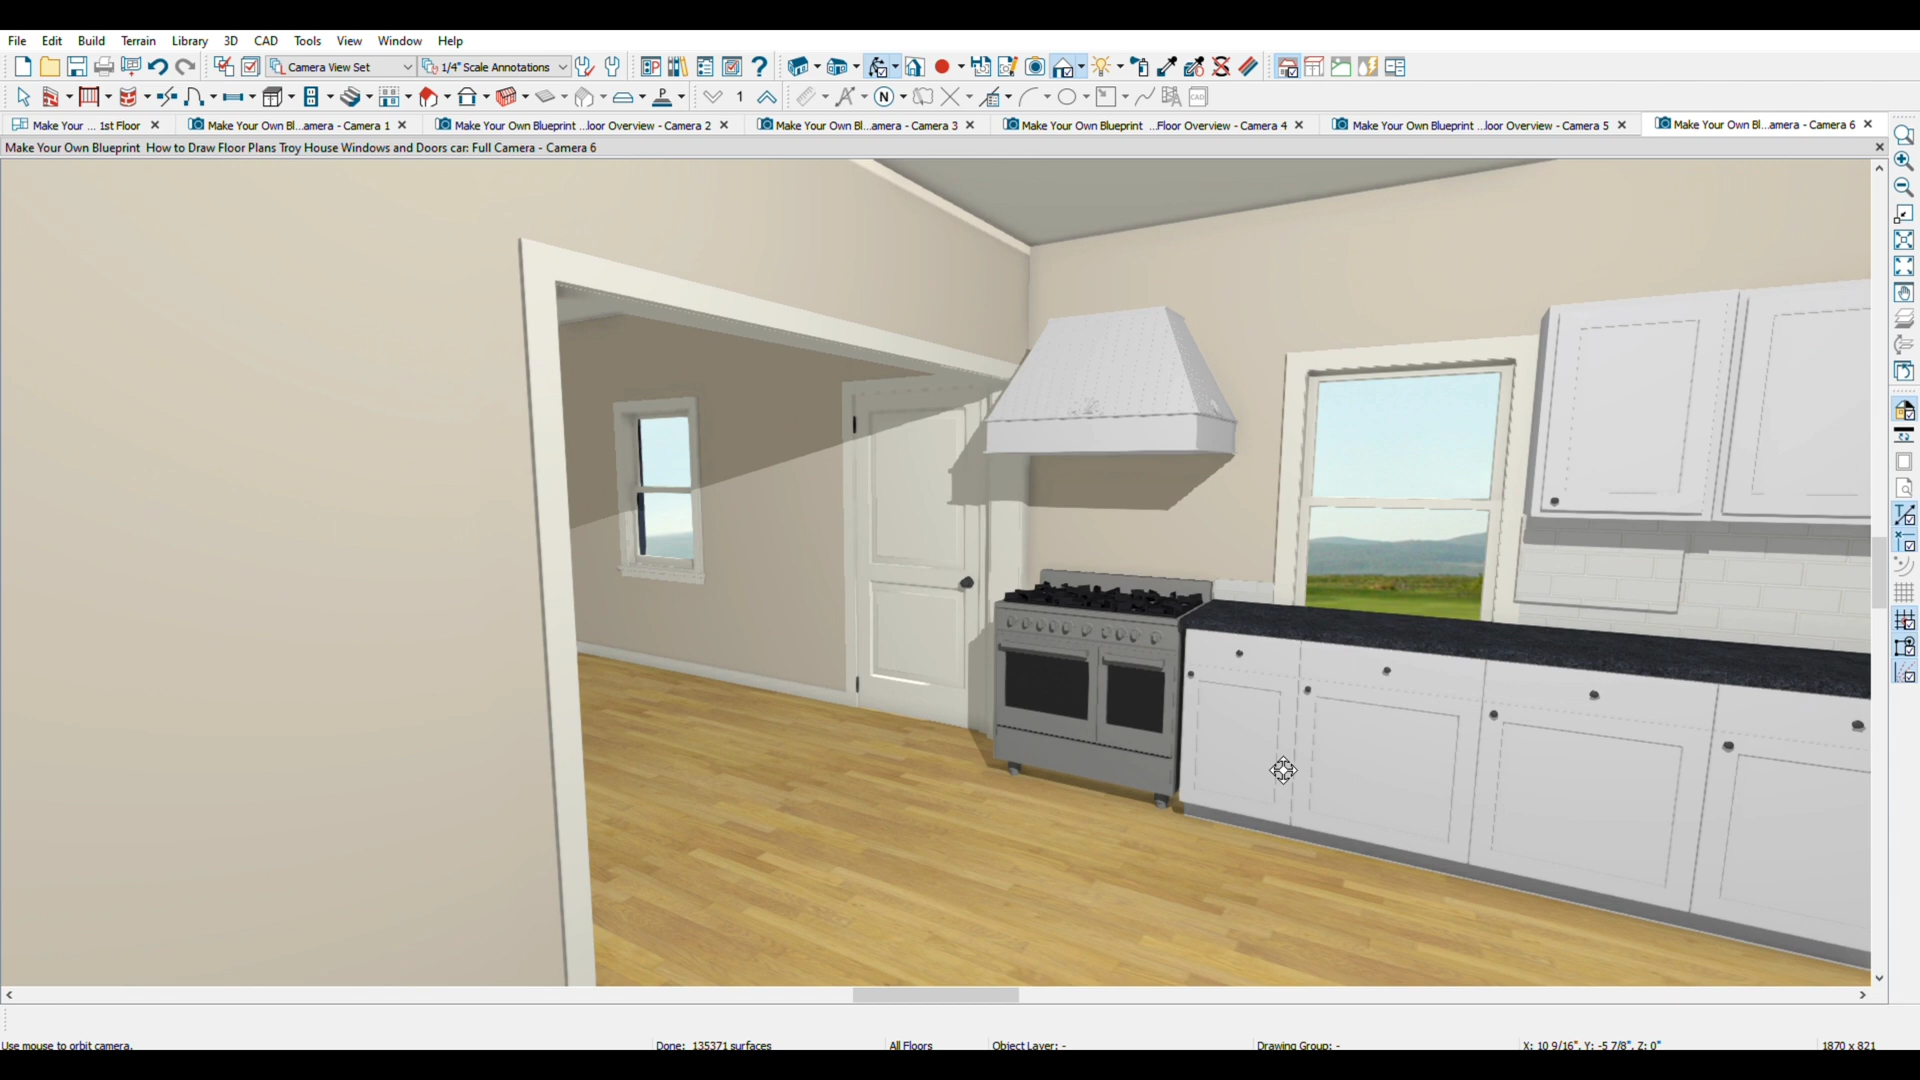 File Edit Build Terrain Library 3D CAD Tools View Window Help
Camera View Set 1/4" Scale Annotations
1 N CAD
Make Your ... 1st Floor Make Your Own Bl...amera - Camera 1 Make Your Own Blueprint ...loor Overview - Camera 2 Make Your Own Bl...amera - Camera 3 Make Your Own Blueprint ...Floor Overview - Camera 4 Make Your Own Blueprint ...loor Overview - Camera 5 Make Your Own Bl...amera - Camera 6
Make Your Own Blueprint How to Draw Floor Plans Troy House Windows and Doors car: Full Camera - Camera 6
Use mouse to orbit camera. Done: 135371 surfaces All Floors Object Layer: - Drawing Group: - X: 10 9/16", Y: -5 7/8", Z: 0" 1870 x 821